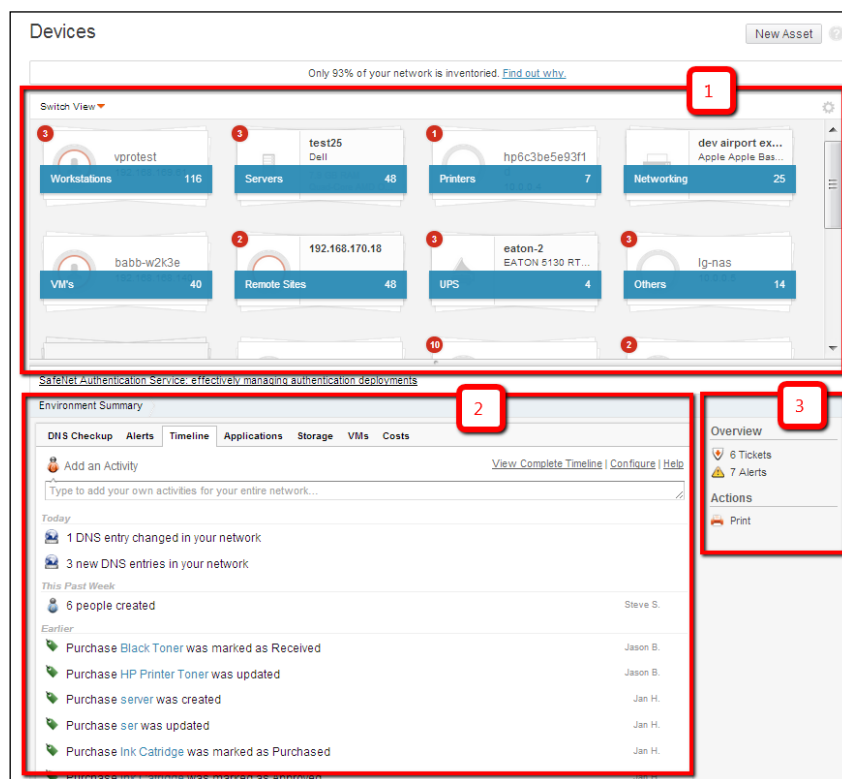 Devices
New Asset
Only 93% of your network is inventoried. Find out why.
1
Switch View
3
vprotest
Workstations 116
3
test25
Dell
Servers 48
1
hp6c3be5e93f1
Printers 7
dev airport ex...
Apple Apple Bas...
Networking 25
babb-w2k3e
VM's 40
2
192.168.170.18
Remote Sites 48
3
eaton-2
EATON 5130 RT...
UPS 4
3
lg-nas
Others 14
10
2
SafeNet Authentication Service: effectively managing authentication deployments
2
Environment Summary
DNS Checkup Alerts Timeline Applications Storage VMs Costs
Add an Activity
View Complete Timeline | Configure | Help
Type to add your own activities for your entire network...
Today
1 DNS entry changed in your network
3 new DNS entries in your network
This Past Week
6 people created Steve S.
Earlier
Purchase Black Toner was marked as Received Jason B.
Purchase HP Printer Toner was updated Jason B.
Purchase server was created Jan H.
Purchase ser was updated Jan H.
Purchase Ink Catridge was marked as Purchased Jan H.
Purchase Ink Catridge was marked as Approved
3
Overview
6 Tickets
7 Alerts
Actions
Print